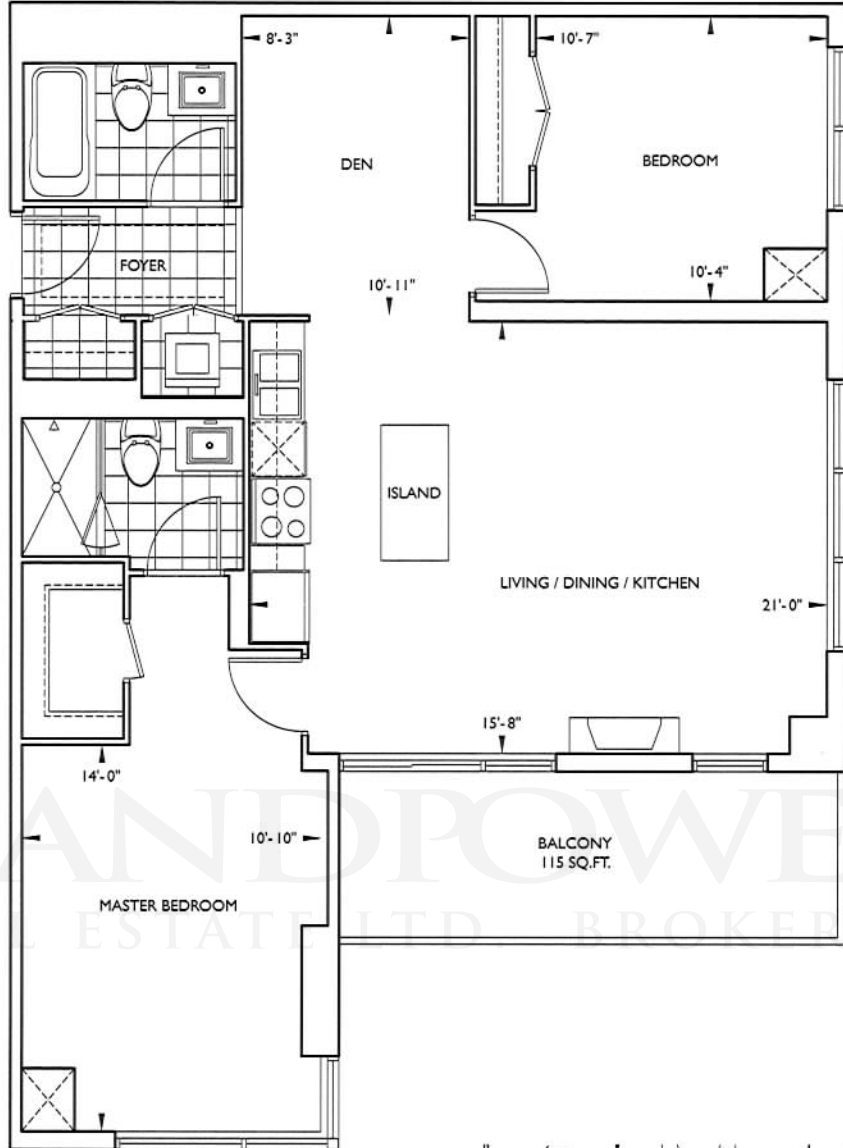 8'-3"
10'-7"
DEN
BEDROOM
FOYER
10'-11"
10'-4"
ISLAND
LIVING / DINING / KITCHEN
21'-0"
15'-8"
14'-0"
10'-10"
BALCONY
115 SQ.FT.
MASTER BEDROOM
ANDPOWE
L ESTATE LTD. BROKER